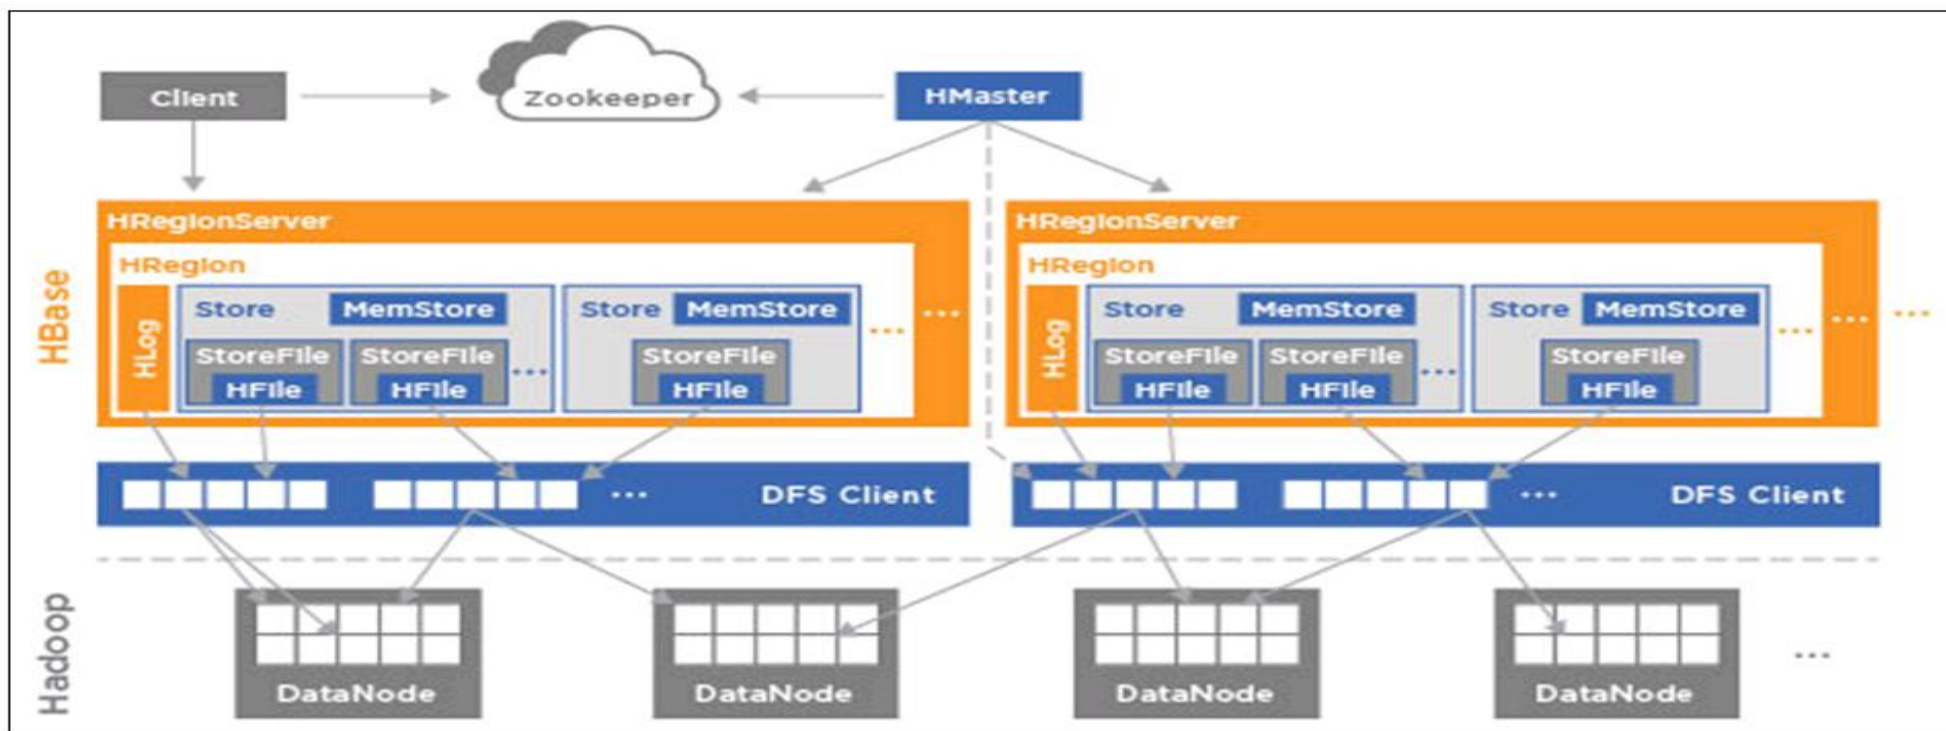 Client
Zookeeper
HMaster
HBase
HRegionServer
HRegion
HLog
Store
MemStore
StoreFile
HFile
StoreFile
HFile
...
Store
MemStore
StoreFile
HFile
...
...
HRegionServer
HRegion
HLog
Store
MemStore
StoreFile
HFile
StoreFile
HFile
...
Store
MemStore
StoreFile
HFile
...
...
...
... DFS Client
... DFS Client
Hadoop
DataNode
DataNode
DataNode
DataNode
...